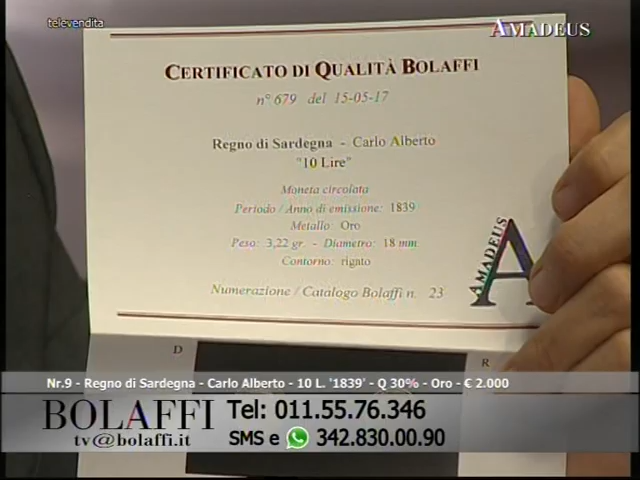 televendita
AMADEUS
CERTIFICATO DI QUALITÀ BOLAFFI
n° 679 del 15-05-17
Regno di Sardegna - Carlo Alberto
"10 Lire"
Moneta circolata
Periodo / Anno di emissione: 1839
Metallo: Oro
Peso: 3,22 gr. - Diametro: 18 mm
Contorno: rigato
Numerazione / Catalogo Bolaffi n. 23
AMADEUS
A
D
R
Nr.9 - Regno di Sardegna - Carlo Alberto - 10 L. '1839' - Q 30% - Oro - € 2.000
BOLAFFI
tv@bolaffi.it
Tel: 011.55.76.346
SMS e 342.830.00.90